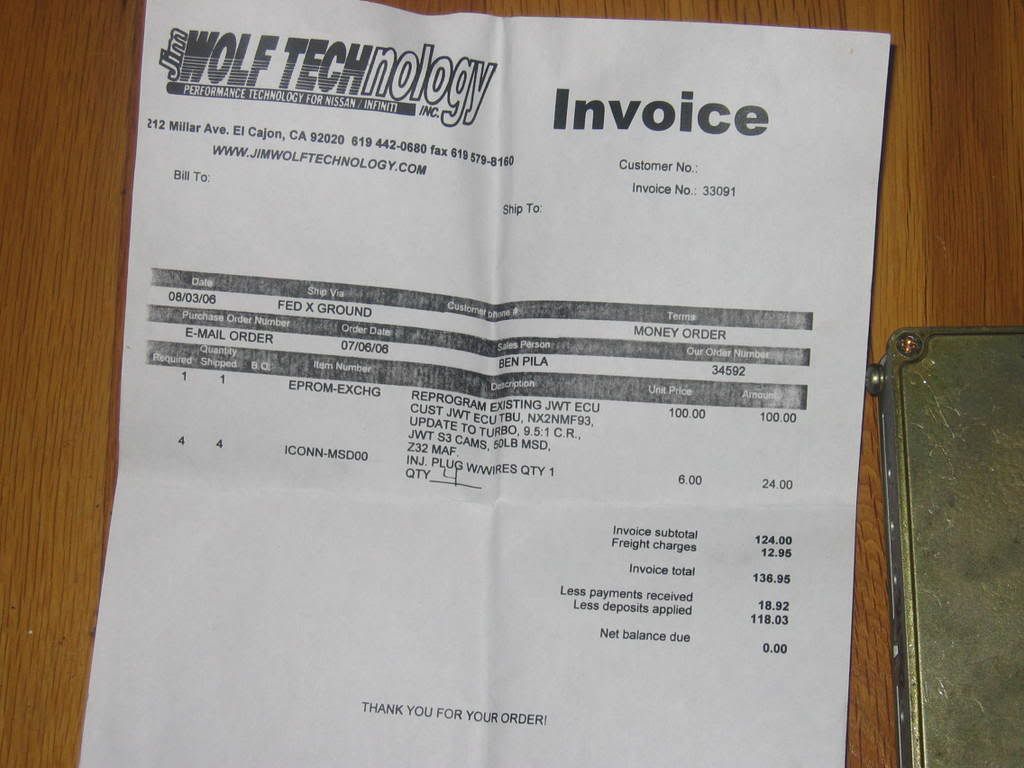 Jim WOLF TECHnology INC.
PERFORMANCE TECHNOLOGY FOR NISSAN / INFINITI
212 Millar Ave. El Cajon, CA 92020 619 442-0680 fax 619 579-8160
WWW.JIMWOLFTECHNOLOGY.COM
Invoice
Customer No.:
Invoice No.: 33091
Bill To:
Ship To:
Date Ship Via Customer phone # Terms
08/03/06 FED X GROUND MONEY ORDER
Purchase Order Number Order Date Sales Person Our Order Number
E-MAIL ORDER 07/06/06 BEN PILA 34592
Quantity
Required Shipped B.O. Item Number Description Unit Price Amount
1 1 EPROM-EXCHG REPROGRAM EXISTING JWT ECU 100.00 100.00
CUST JWT ECU TBU, NX2NMF93,
UPDATE TO TURBO, 9.5:1 C.R.,
JWT S3 CAMS, 50LB MSD,
Z32 MAF.
4 4 ICONN-MSD00 INJ. PLUG W/WIRES QTY 1 6.00 24.00
QTY 4
Invoice subtotal 124.00
Freight charges 12.95
Invoice total 136.95
Less payments received 18.92
Less deposits applied 118.03
Net balance due 0.00
THANK YOU FOR YOUR ORDER!